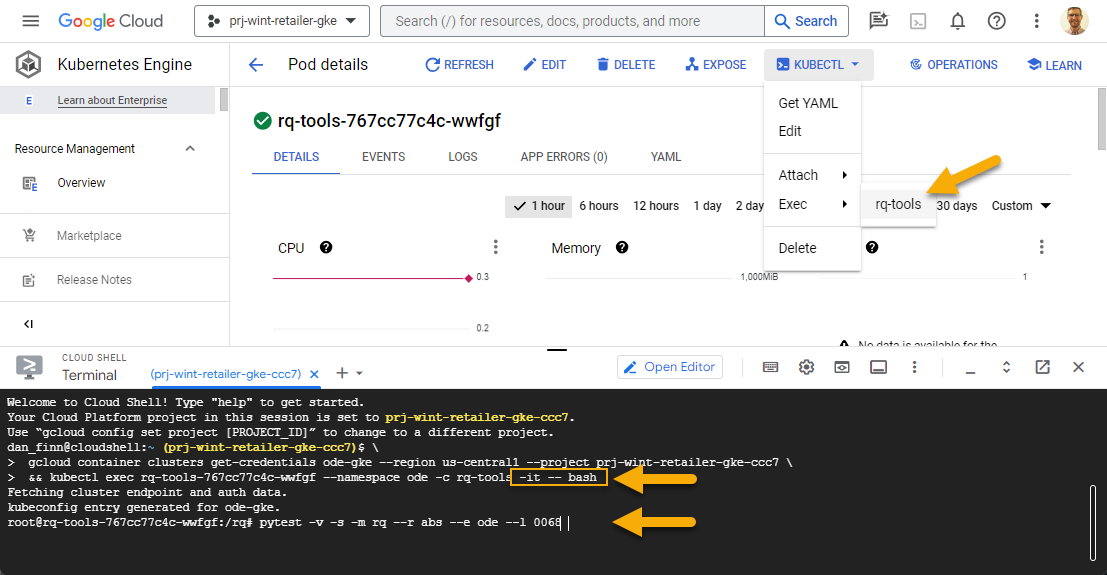 Google Cloud
prj-wint-retailer-gke
Search (/) for resources, docs, products, and more
Search
Kubernetes Engine
Pod details
REFRESH
EDIT
DELETE
EXPOSE
KUBECTL
OPERATIONS
LEARN
E
Learn about Enterprise
Resource Management
Overview
Marketplace
Release Notes
rq-tools-767cc77c4c-wwfgf
DETAILS
EVENTS
LOGS
APP ERRORS (0)
YAML
Get YAML
Edit
Attach
Exec
Delete
rq-tools
1 hour
6 hours
12 hours
1 day
2 day
30 days
Custom
CPU
Memory
0.3
0.2
1,000MiB
1
No data is available for the
CLOUD SHELL
Terminal
(prj-wint-retailer-gke-ccc7)
Open Editor
Welcome to Cloud Shell! Type "help" to get started.
Your Cloud Platform project in this session is set to prj-wint-retailer-gke-ccc7.
Use "gcloud config set project [PROJECT_ID]" to change to a different project.
dan_finn@cloudshell:~ (prj-wint-retailer-gke-ccc7)$ \
> gcloud container clusters get-credentials ode-gke --region us-central1 --project prj-wint-retailer-gke-ccc7 \
> && kubectl exec rq-tools-767cc77c4c-wwfgf --namespace ode -c rq-tools -it -- bash
Fetching cluster endpoint and auth data.
kubeconfig entry generated for ode-gke.
root@rq-tools-767cc77c4c-wwfgf:/rq# pytest -v -s -m rq --r abs --e ode --l 0068